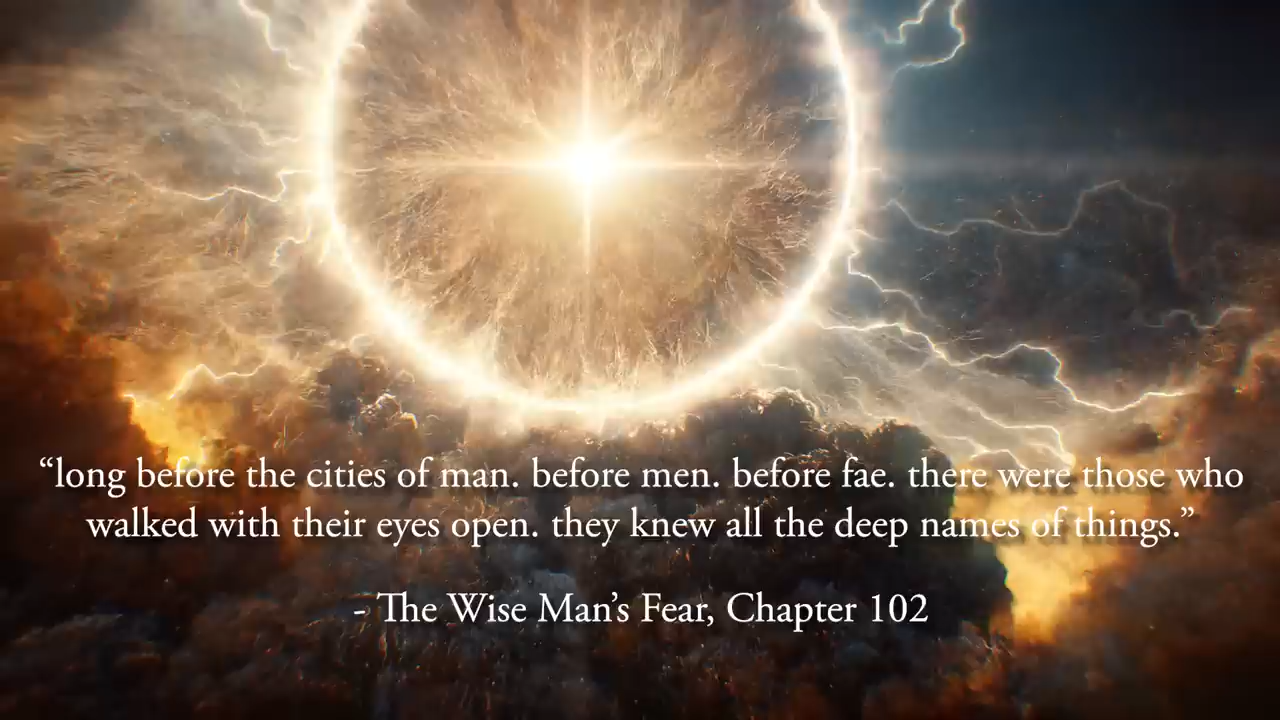 “long before the cities of man. before men. before fae. there were those who
walked with their eyes open. they knew all the deep names of things.”
- The Wise Man’s Fear, Chapter 102